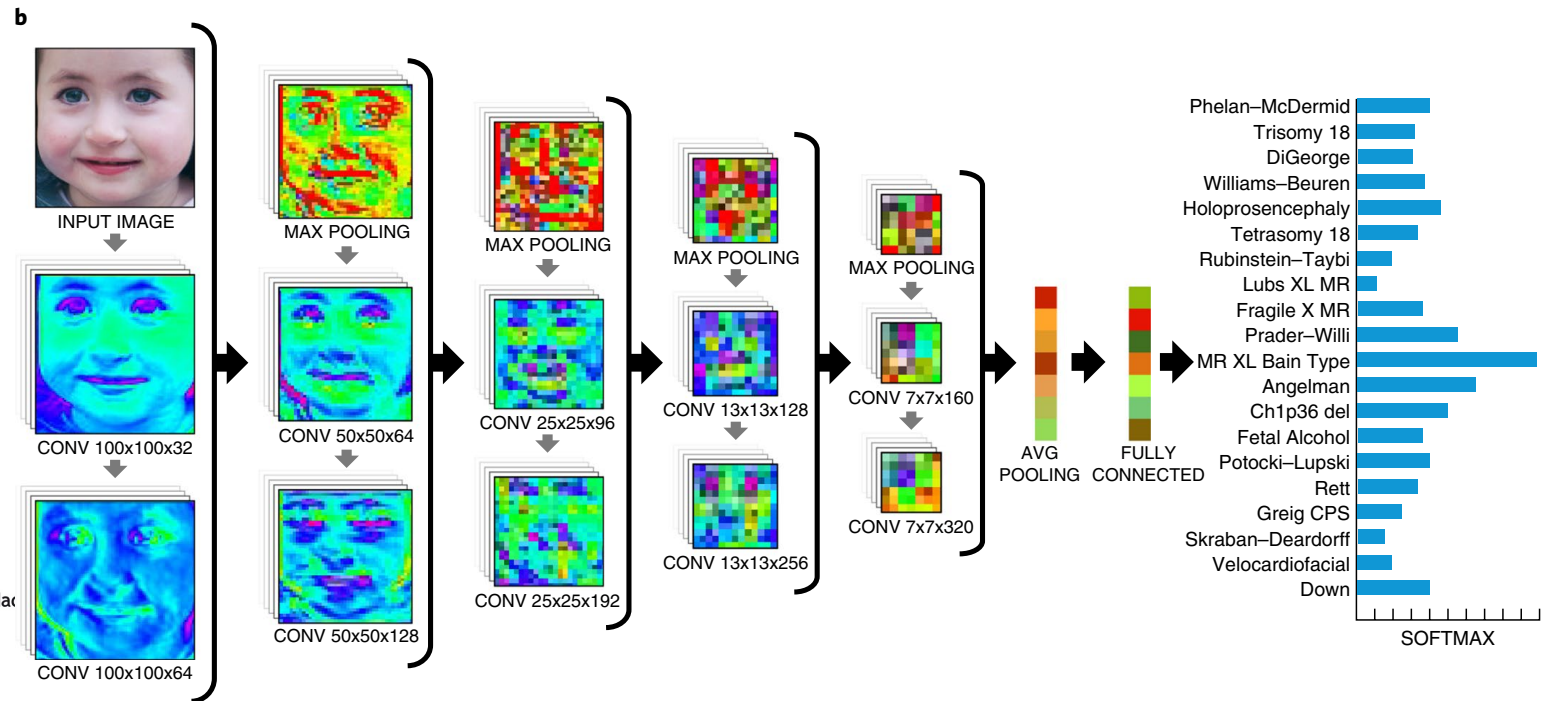 b
INPUT IMAGE
CONV 100x100x32
CONV 100x100x64
MAX POOLING
CONV 50x50x64
CONV 50x50x128
MAX POOLING
CONV 25x25x96
CONV 25x25x192
MAX POOLING
CONV 13x13x128
CONV 13x13x256
MAX POOLING
CONV 7x7x160
CONV 7x7x320
AVG
POOLING
FULLY
CONNECTED
Phelan–McDermid
Trisomy 18
DiGeorge
Williams–Beuren
Holoprosencephaly
Tetrasomy 18
Rubinstein–Taybi
Lubs XL MR
Fragile X MR
Prader–Willi
MR XL Bain Type
Angelman
Ch1p36 del
Fetal Alcohol
Potocki–Lupski
Rett
Greig CPS
Skraban–Deardorff
Velocardiofacial
Down
SOFTMAX